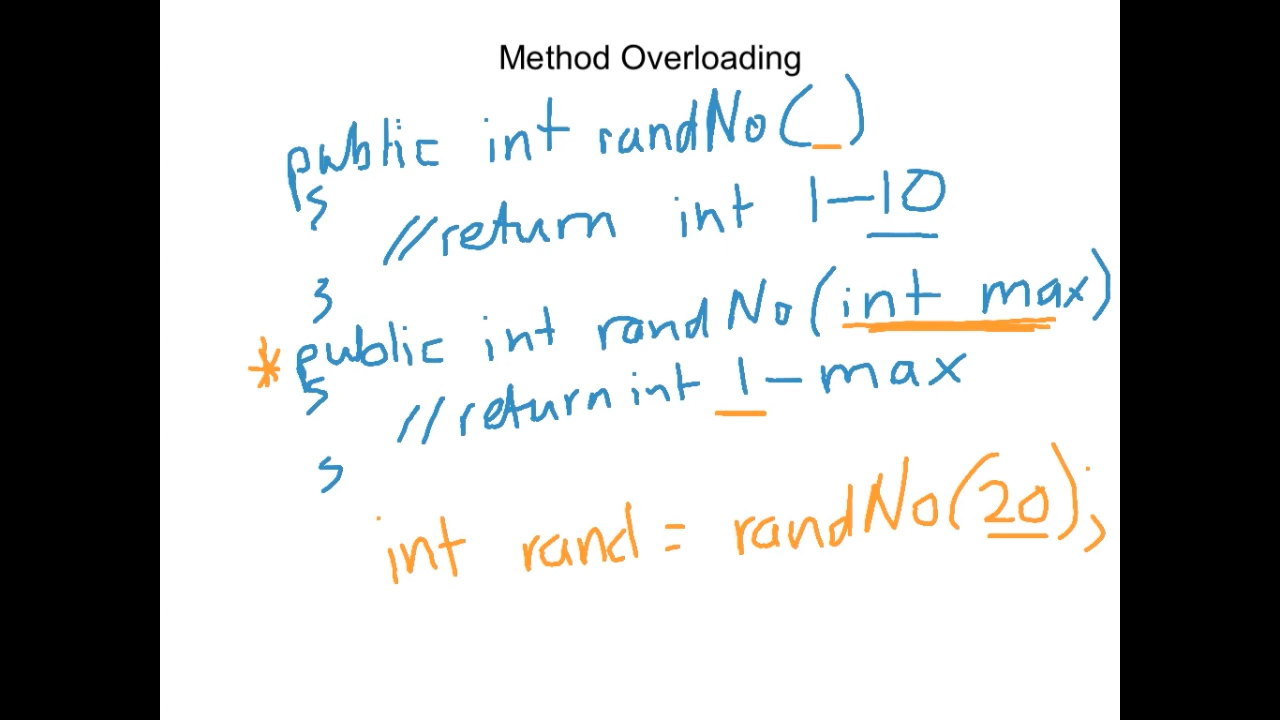 Method Overloading
public int randNo(_)
{
//return int 1-10
}
* public int randNo(int max)
{
//return int 1-max
}
int rand = randNo(20);